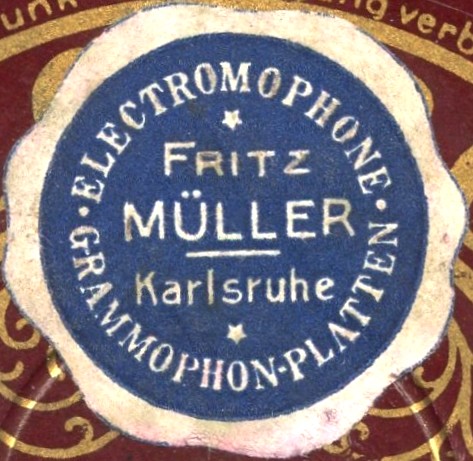 ELECTROMOPHONE
FRITZ
MÜLLER
Karlsruhe
GRAMMOPHON-PLATTEN